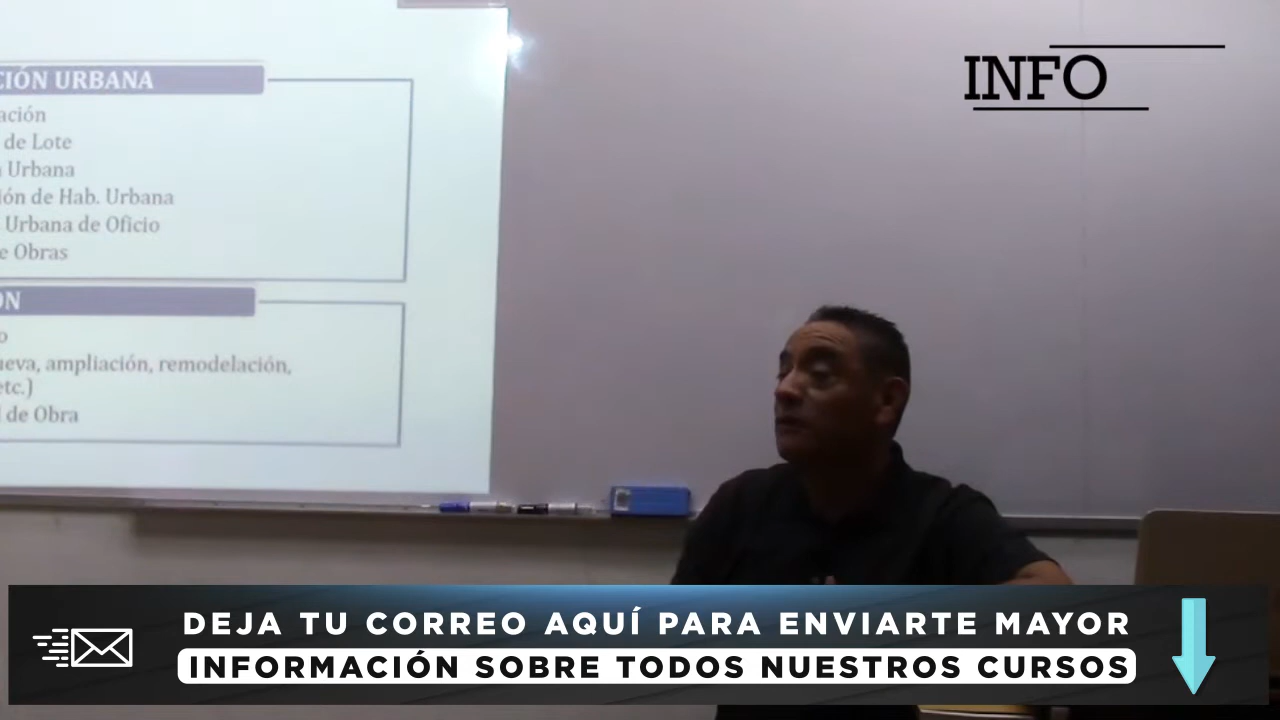 CIÓN URBANA
ación
de Lote
Urbana
ión de Hab. Urbana
Urbana de Oficio
e Obras
ÓN
o
ueva, ampliación, remodelación,
etc.)
de Obra
INFO
DEJA TU CORREO AQUÍ PARA ENVIARTE MAYOR
INFORMACIÓN SOBRE TODOS NUESTROS CURSOS